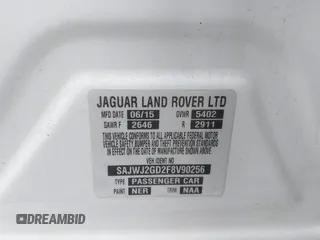 JAGUAR LAND ROVER LTD
MFD DATE 06/15 GVWR 5402
GAWR F 2646 R 2911
THIS VEHICLE CONFORMS TO ALL APPLICABLE FEDERAL MOTOR
VEHICLE SAFETY, BUMPER AND THEFT PREVENTION STANDARDS IN
EFFECT ON THE DATE OF MANUFACTURE SHOWN ABOVE
VEH IDENT NO
SAJWJ2GD2F8V90256
TYPE PASSENGER CAR
PAINT NER TRIM NAA
AUTOBIDMASTER